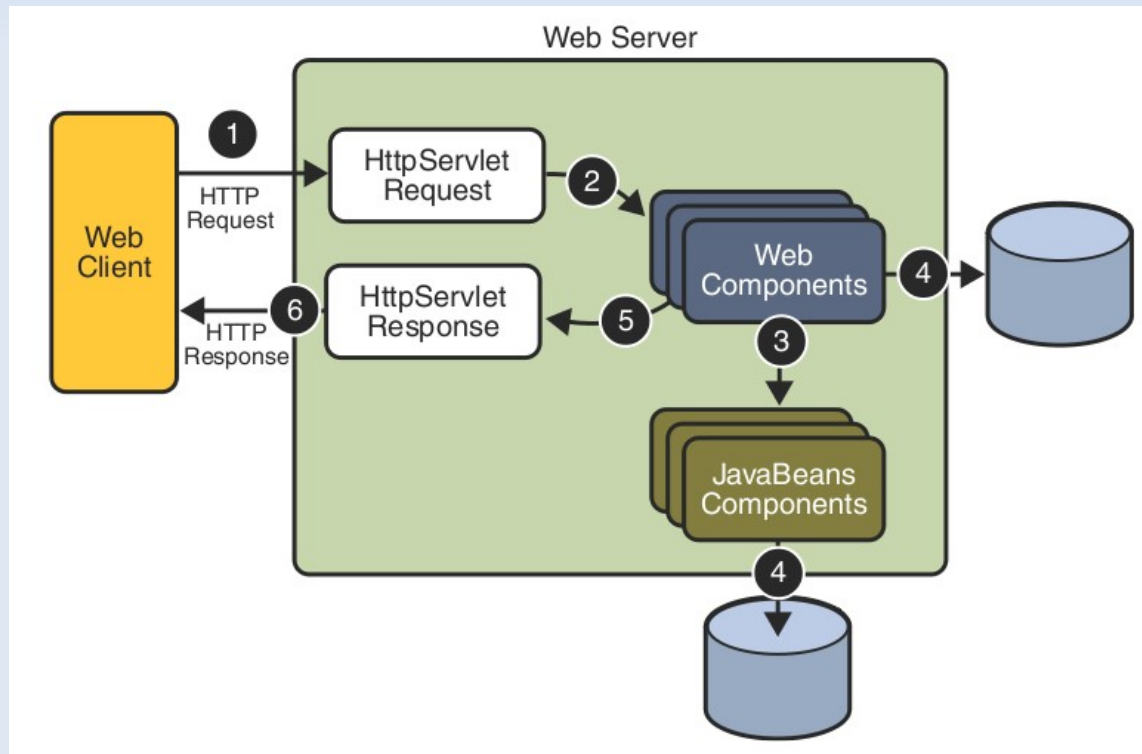 Web Server
1
HTTP
Request
Web
Client
HttpServlet
Request
2
Web
Components
4
HttpServlet
Response
5
6
HTTP
Response
3
JavaBeans
Components
4